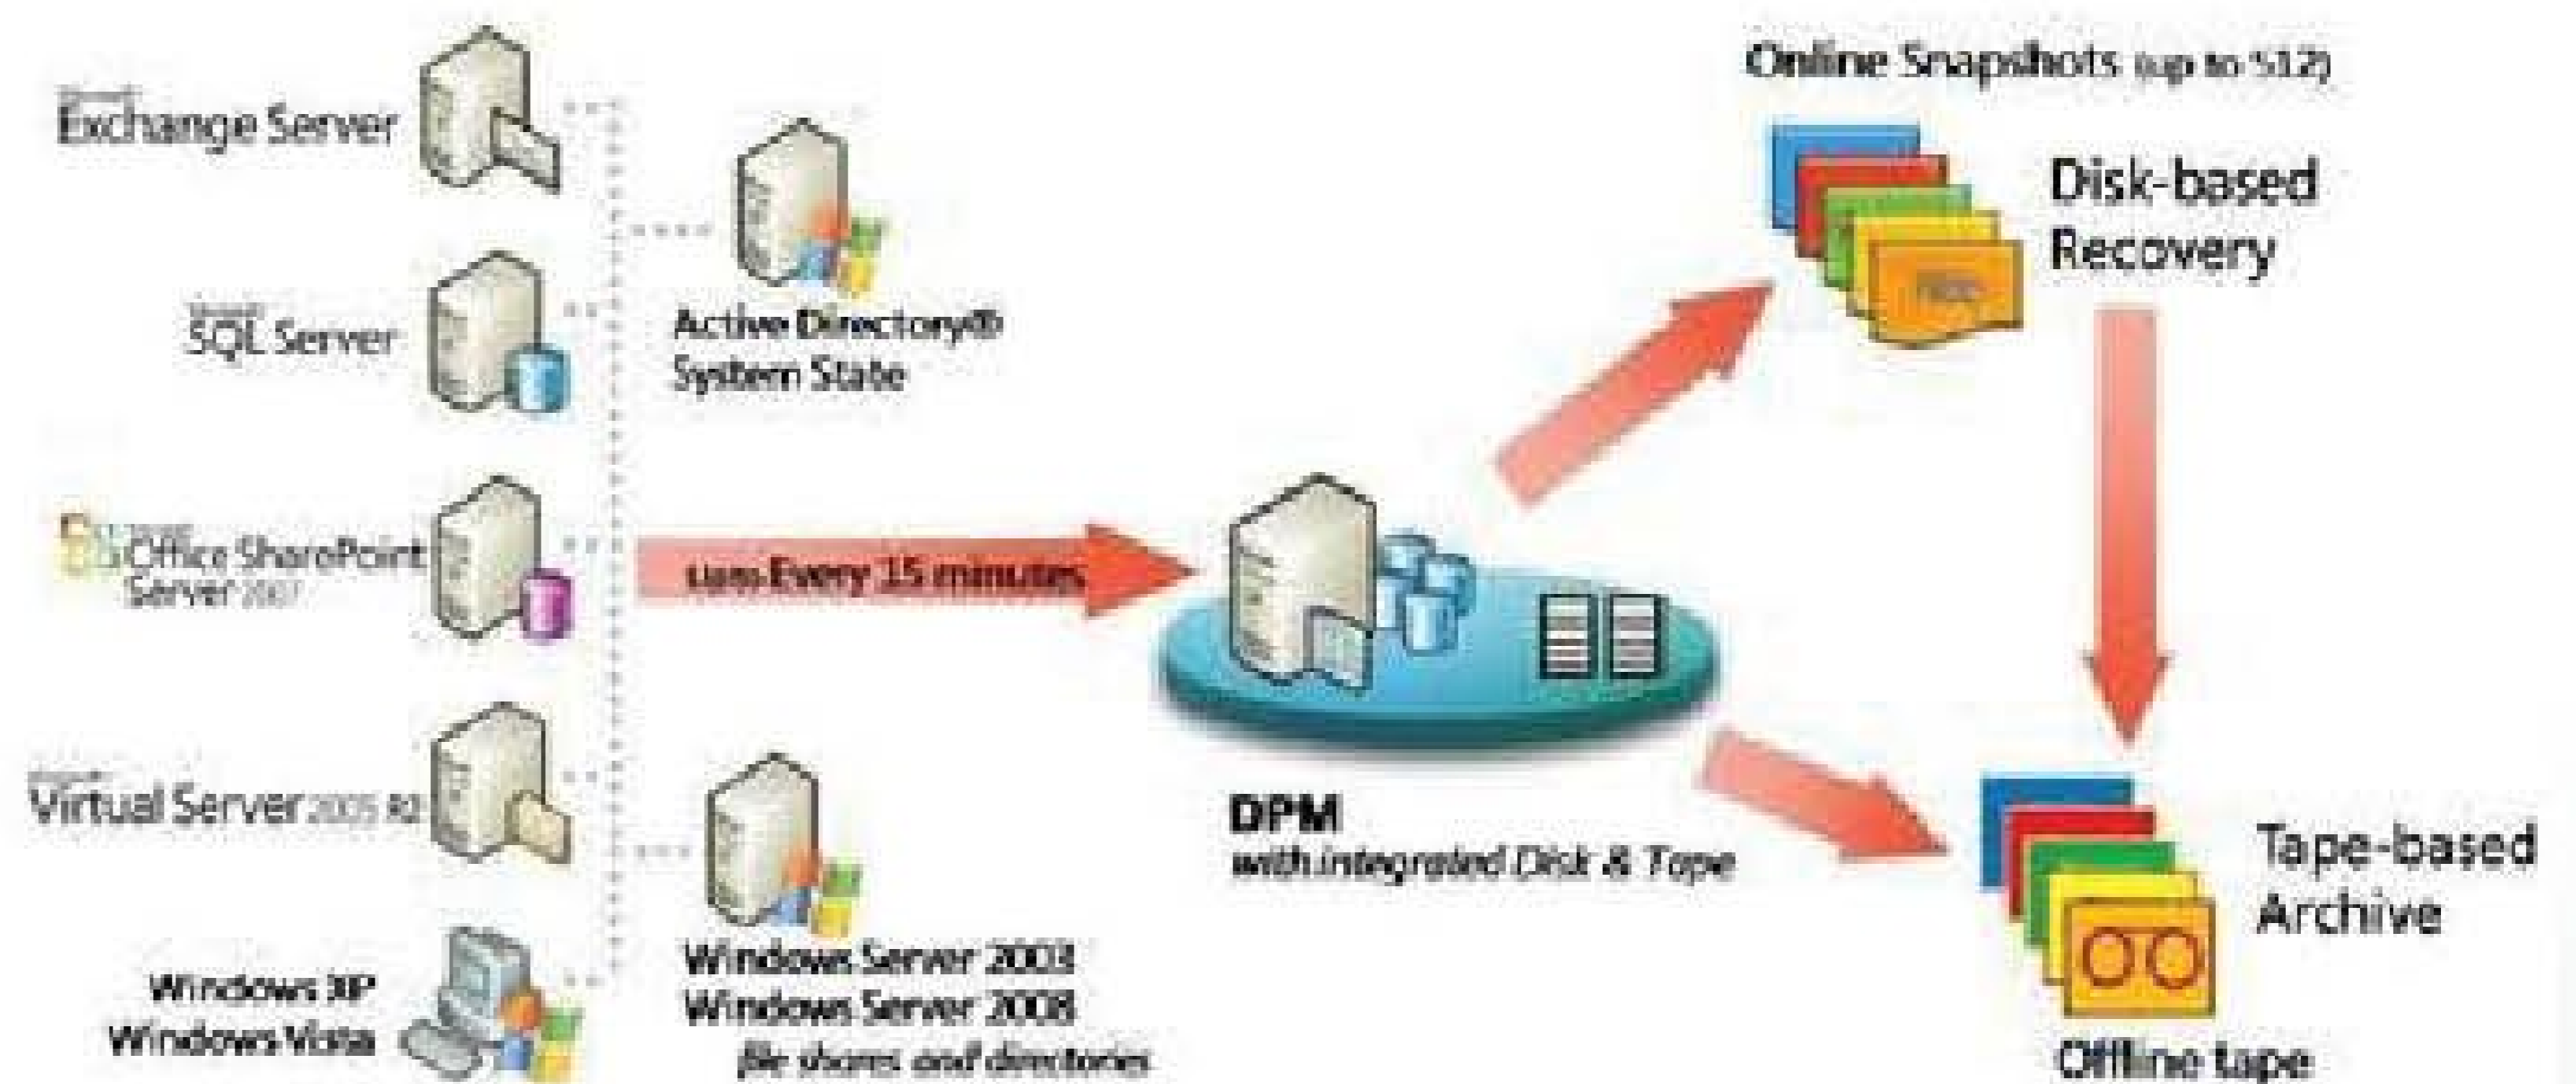 Exchange Server
SQL Server
Office SharePoint
Server 2007
Virtual Server 2005 R2
Windows XP
Windows Vista
Active Directory®
System State
up to Every 15 minutes
Windows Server 2003
Windows Server 2008
file shares and directories
DPM
with integrated Disk & Tape
Online Snapshots (up to 512)
Disk-based
Recovery
Tape-based
Archive
Offline tape